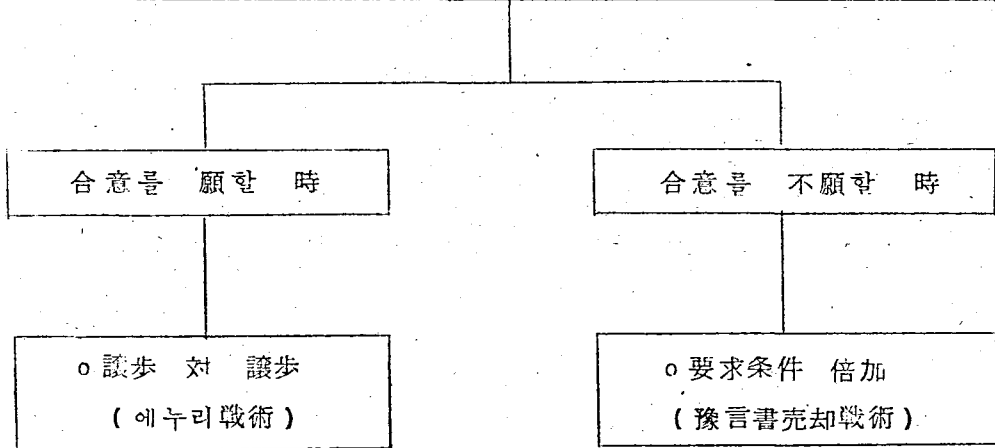 合意를 願할 時
合意를 不願할 時
o 譲歩 対 譲歩
(에누리戦術)
o 要求条件 倍加
(豫言書売却戦術)